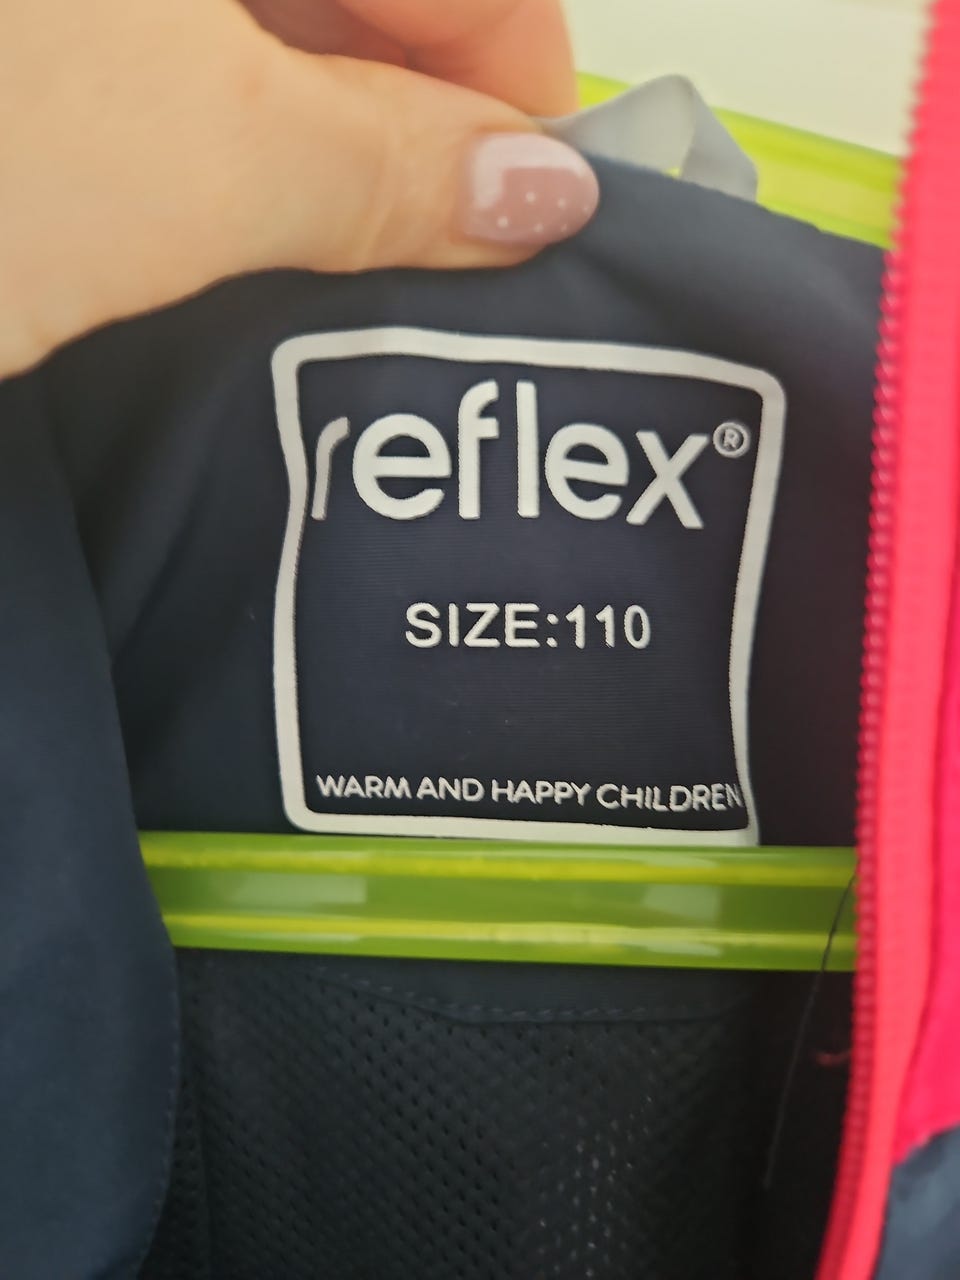 reflex®
SIZE:110
WARM AND HAPPY CHILDREN